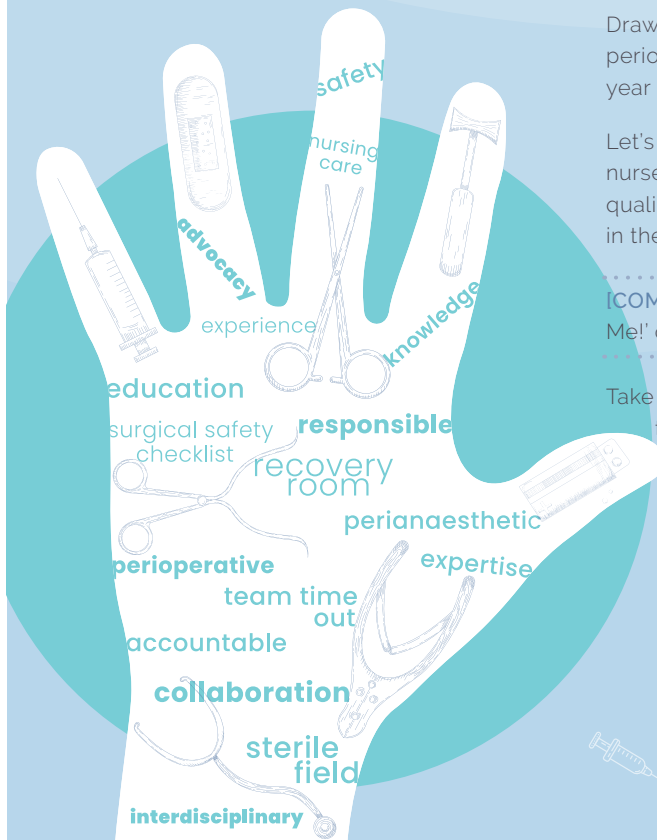 safety
nursing
care
advocacy
experience
knowledge
education
surgical safety
checklist
responsible
recovery
room
perianaesthetic
expertise
perioperative
team time
out
accountable
collaboration
sterile
field
interdisciplinary
Draw
perio
year
Let's
nurse
quali
in the
[COM
Me!'
Take